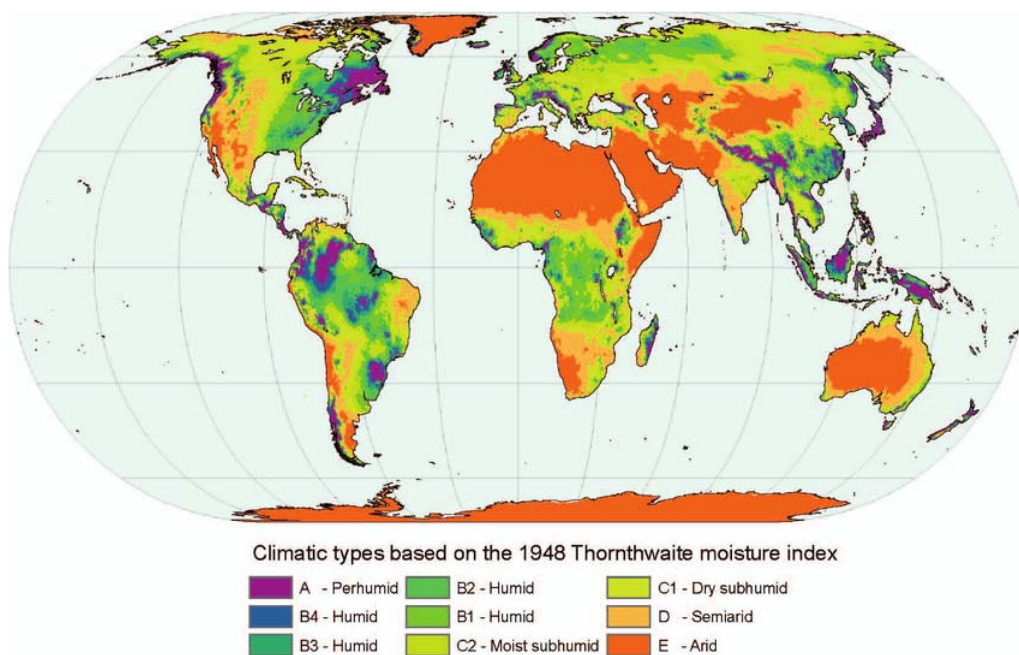 Climatic types based on the 1948 Thornthwaite moisture index
A - Perhumid
B4 - Humid
B3 - Humid
B2 - Humid
B1 - Humid
C2 - Moist subhumid
C1 - Dry subhumid
D - Semiarid
E - Arid